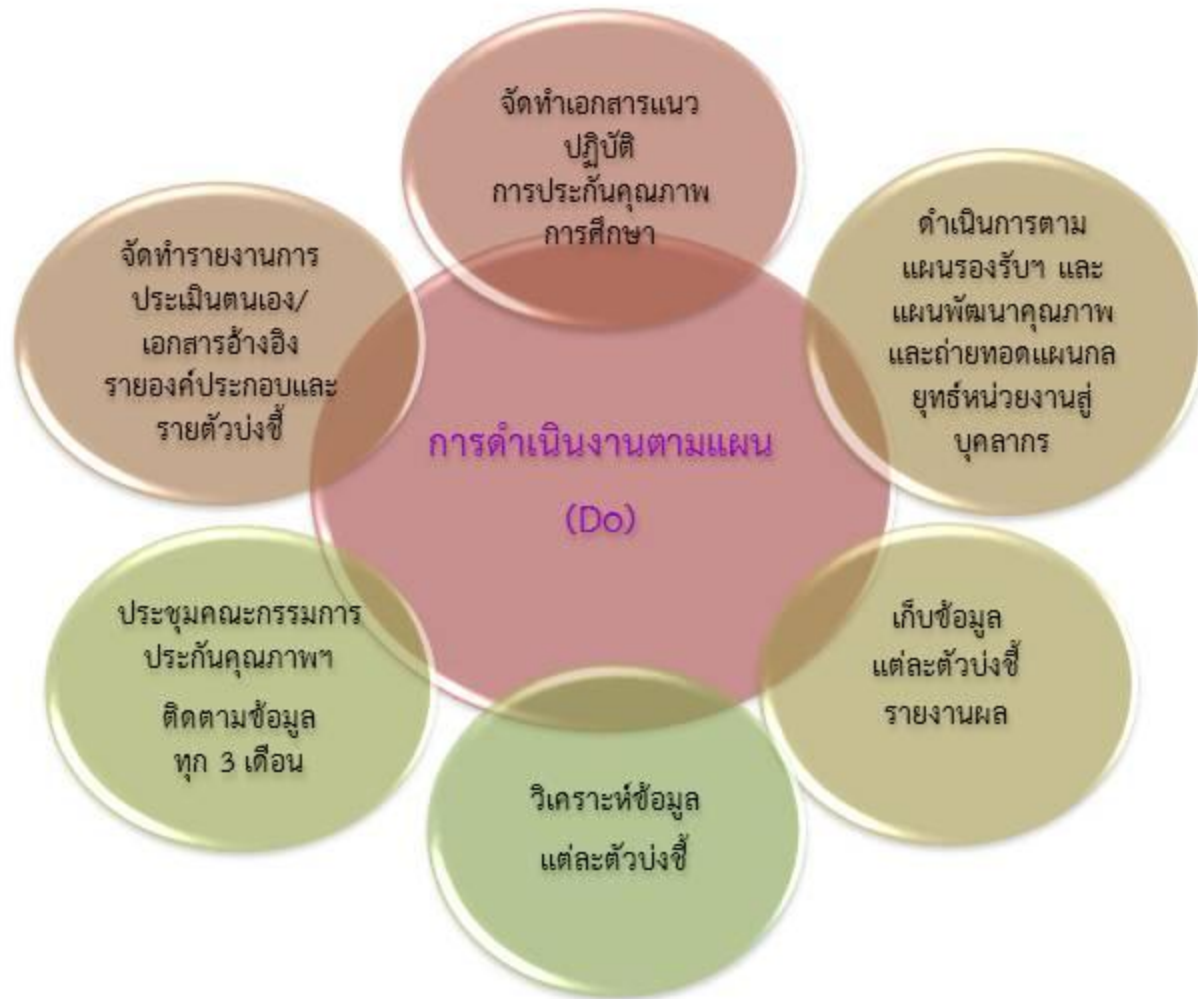 จัดทำเอกสารแนว
ปฏิบัติ
การประกันคุณภาพ
การศึกษา
ดำเนินการตาม
แผนรองรับฯ และ
แผนพัฒนาคุณภาพ
และถ่ายทอดแผนกล
ยุทธ์หน่วยงานสู่
บุคลากร
เก็บข้อมูล
แต่ละตัวบ่งชี้
รายงานผล
วิเคราะห์ข้อมูล
แต่ละตัวบ่งชี้
ประชุมคณะกรรมการ
ประกันคุณภาพฯ
ติดตามข้อมูล
ทุก 3 เดือน
จัดทำรายงานการ
ประเมินตนเอง/
เอกสารอ้างอิง
รายองค์ประกอบและ
รายตัวบ่งชี้
การดำเนินงานตามแผน
(Do)